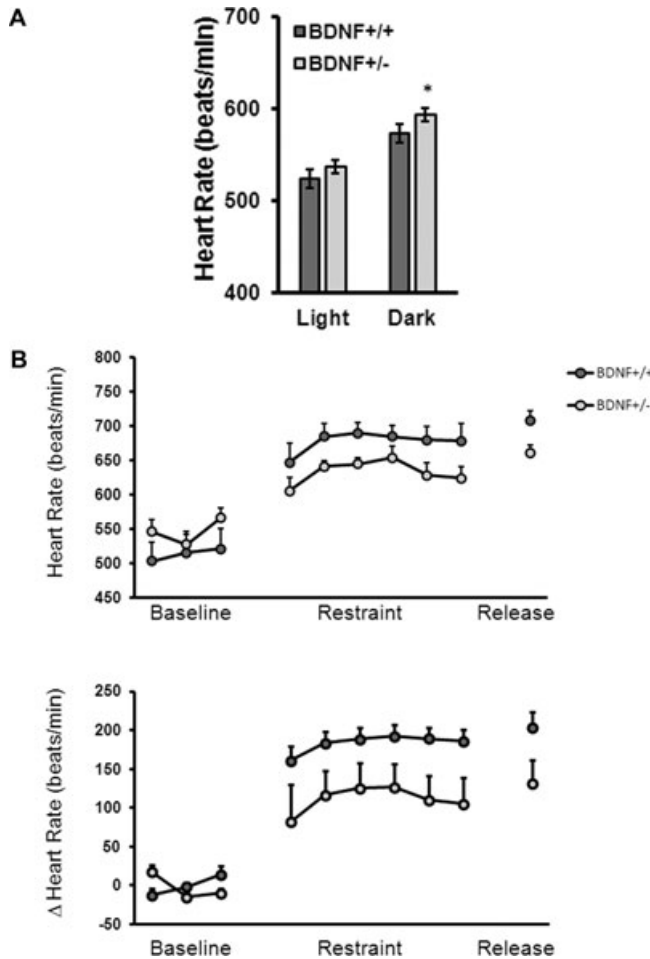 A
Heart Rate (beats/min)
700
600
500
400
BDNF+/+
BDNF+/-
*
Light Dark
B
Heart Rate (beats/min)
800
750
700
650
600
550
500
450
BDNF+/+
BDNF+/-
Baseline Restraint Release
Δ Heart Rate (beats/min)
250
200
150
100
50
0
-50
Baseline Restraint Release